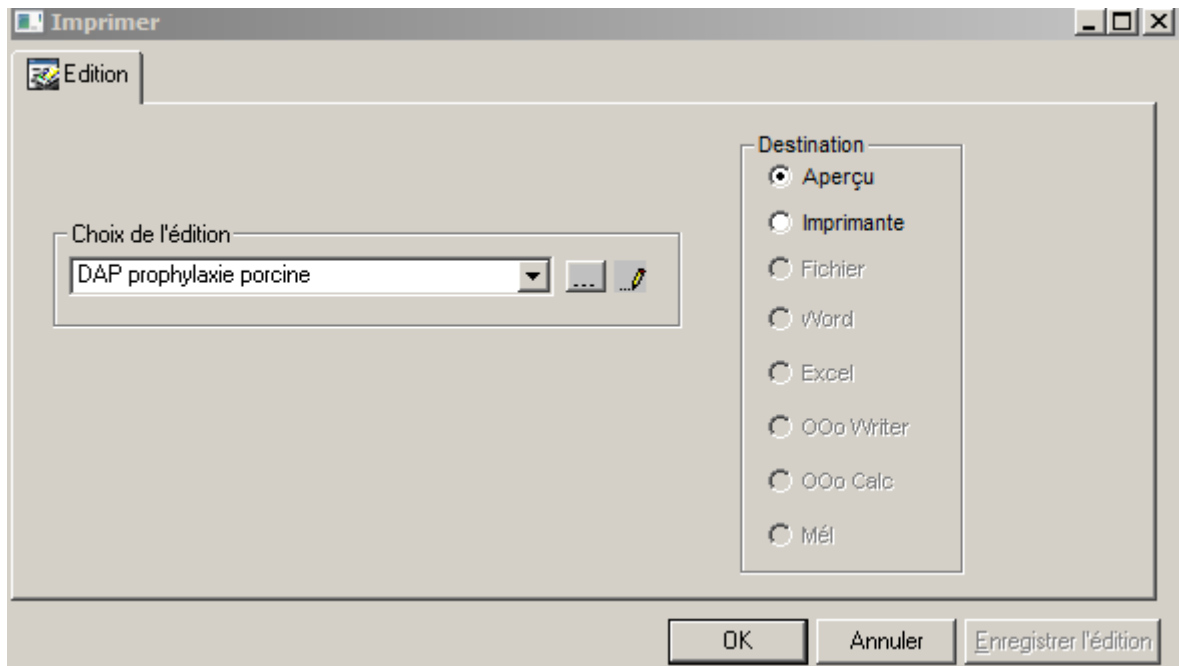 Imprimer
Edition
Destination
Aperçu
Imprimante
Choix de l'édition
DAP prophylaxie porcine
...
Fichier
Word
Excel
OOo Writer
OOo Calc
Mél
OK
Annuler
Enregistrer l'édition